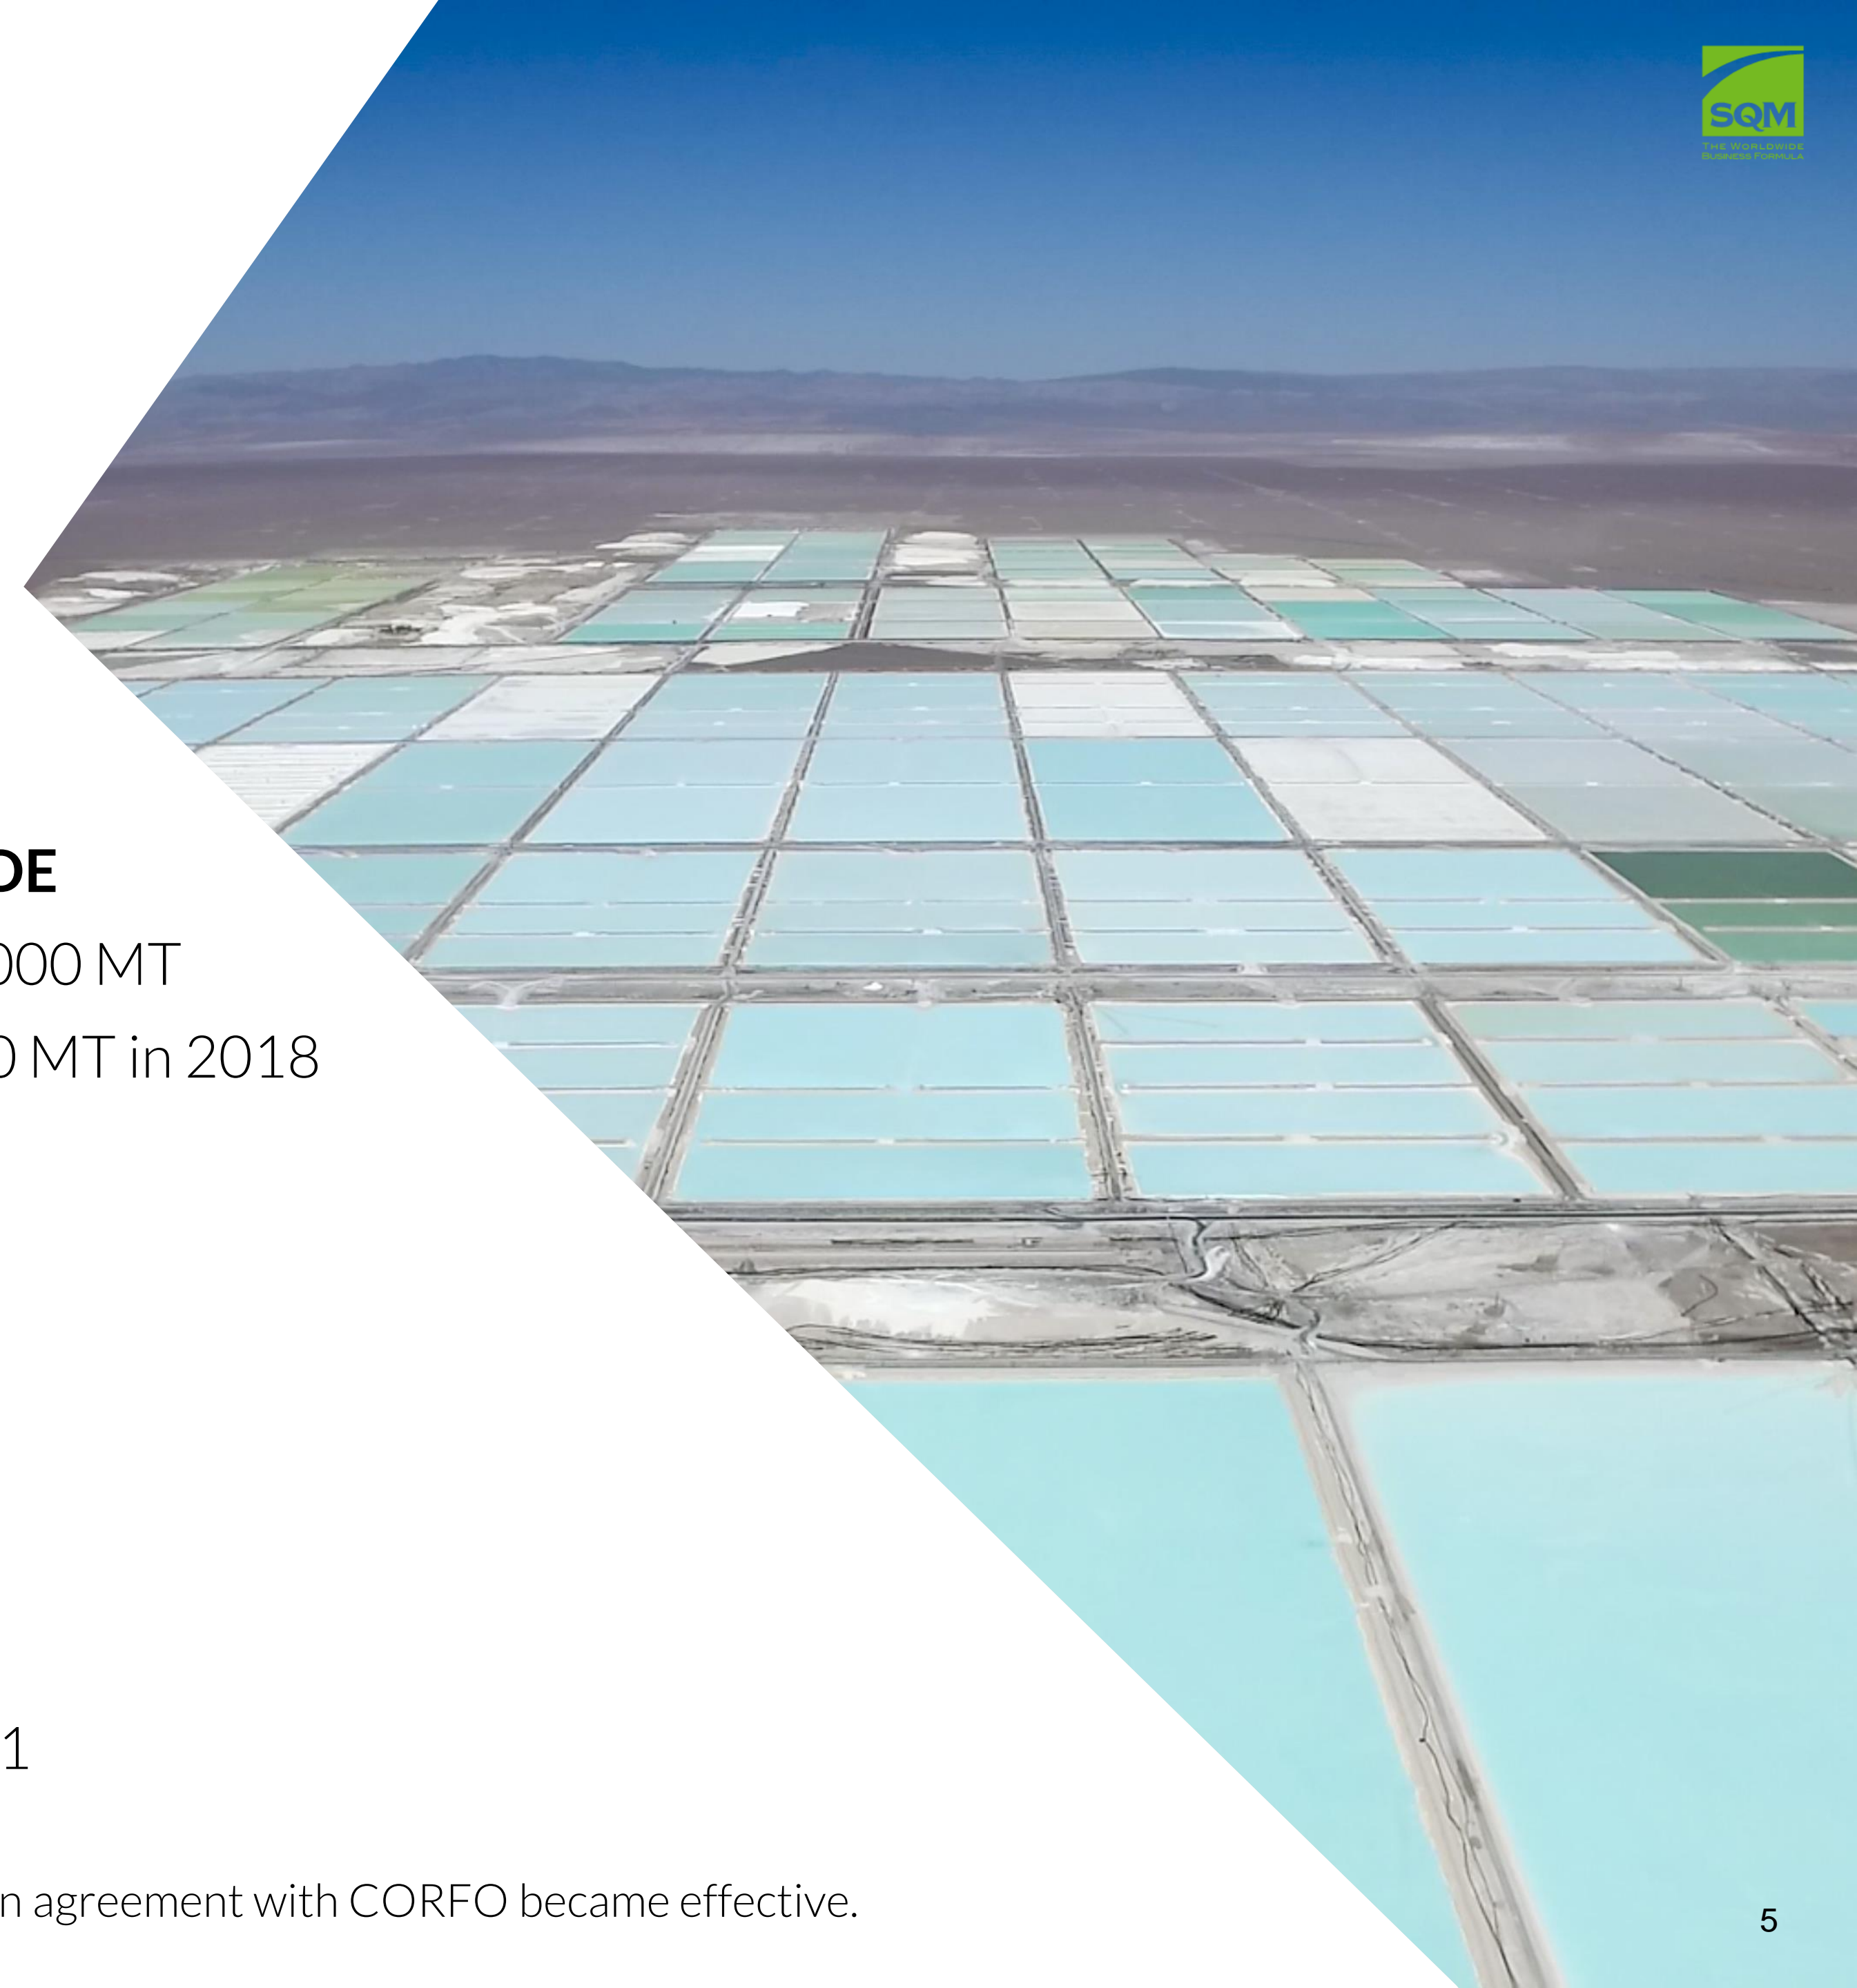 SQM
THE WORLDWIDE
BUSINESS FORMULA
DE
000 MT
0 MT in 2018
1
n agreement with CORFO became effective.
5